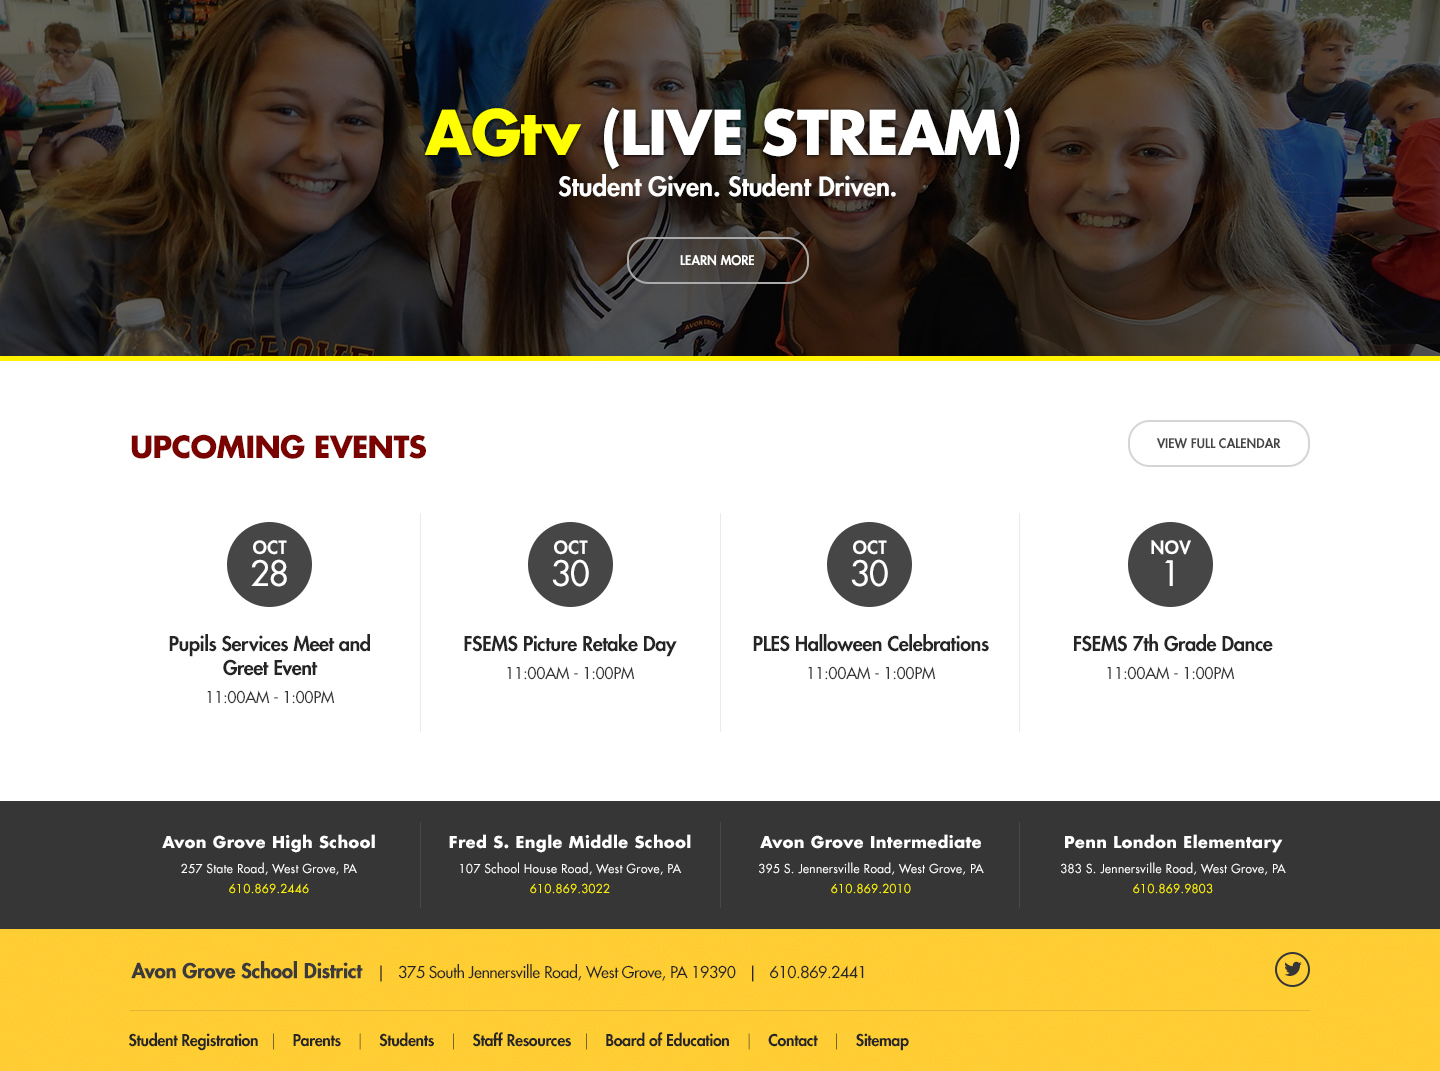 AGtv (LIVE STREAM)
Student Given. Student Driven.
LEARN MORE
AVON GROVE
GROVE
UPCOMING EVENTS
VIEW FULL CALENDAR
OCT
28
Pupils Services Meet and
Greet Event
11:00AM - 1:00PM
OCT
30
FSEMS Picture Retake Day
11:00AM - 1:00PM
OCT
30
PLES Halloween Celebrations
11:00AM - 1:00PM
NOV
1
FSEMS 7th Grade Dance
11:00AM - 1:00PM
Avon Grove High School
257 State Road, West Grove, PA
610.869.2446
Fred S. Engle Middle School
107 School House Road, West Grove, PA
610.869.3022
Avon Grove Intermediate
395 S. Jennersville Road, West Grove, PA
610.869.2010
Penn London Elementary
383 S. Jennersville Road, West Grove, PA
610.869.9803
Avon Grove School District | 375 South Jennersville Road, West Grove, PA 19390 | 610.869.2441
Student Registration | Parents | Students | Staff Resources | Board of Education | Contact | Sitemap